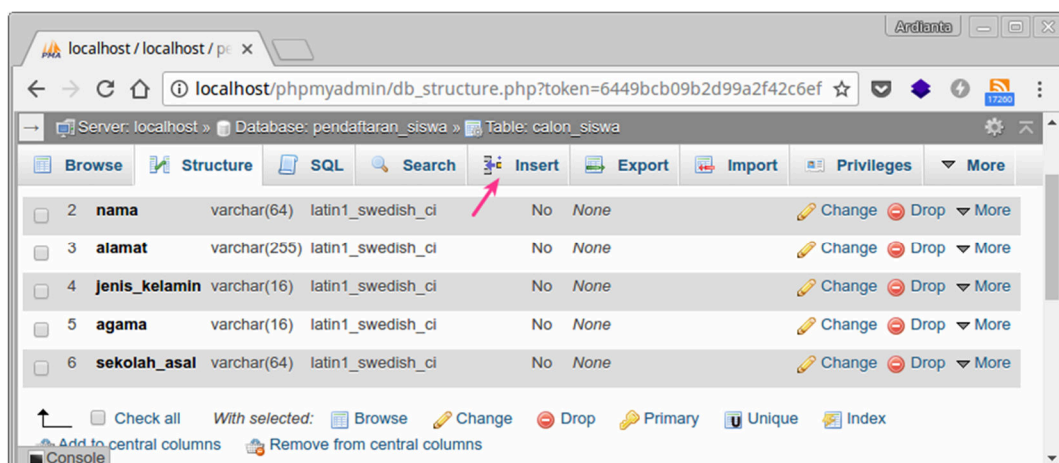 Ardianta
localhost / localhost / pe
localhost/phpmyadmin/db_structure.php?token=6449bcb09b2d99a2f42c6ef
17260
Server: localhost » Database: pendaftaran_siswa » Table: calon_siswa
Browse Structure SQL Search Insert Export Import Privileges More
2 nama varchar(64) latin1_swedish_ci No None Change Drop More
3 alamat varchar(255) latin1_swedish_ci No None Change Drop More
4 jenis_kelamin varchar(16) latin1_swedish_ci No None Change Drop More
5 agama varchar(16) latin1_swedish_ci No None Change Drop More
6 sekolah_asal varchar(64) latin1_swedish_ci No None Change Drop More
Check all With selected: Browse Change Drop Primary Unique Index
Add to central columns Remove from central columns
Console